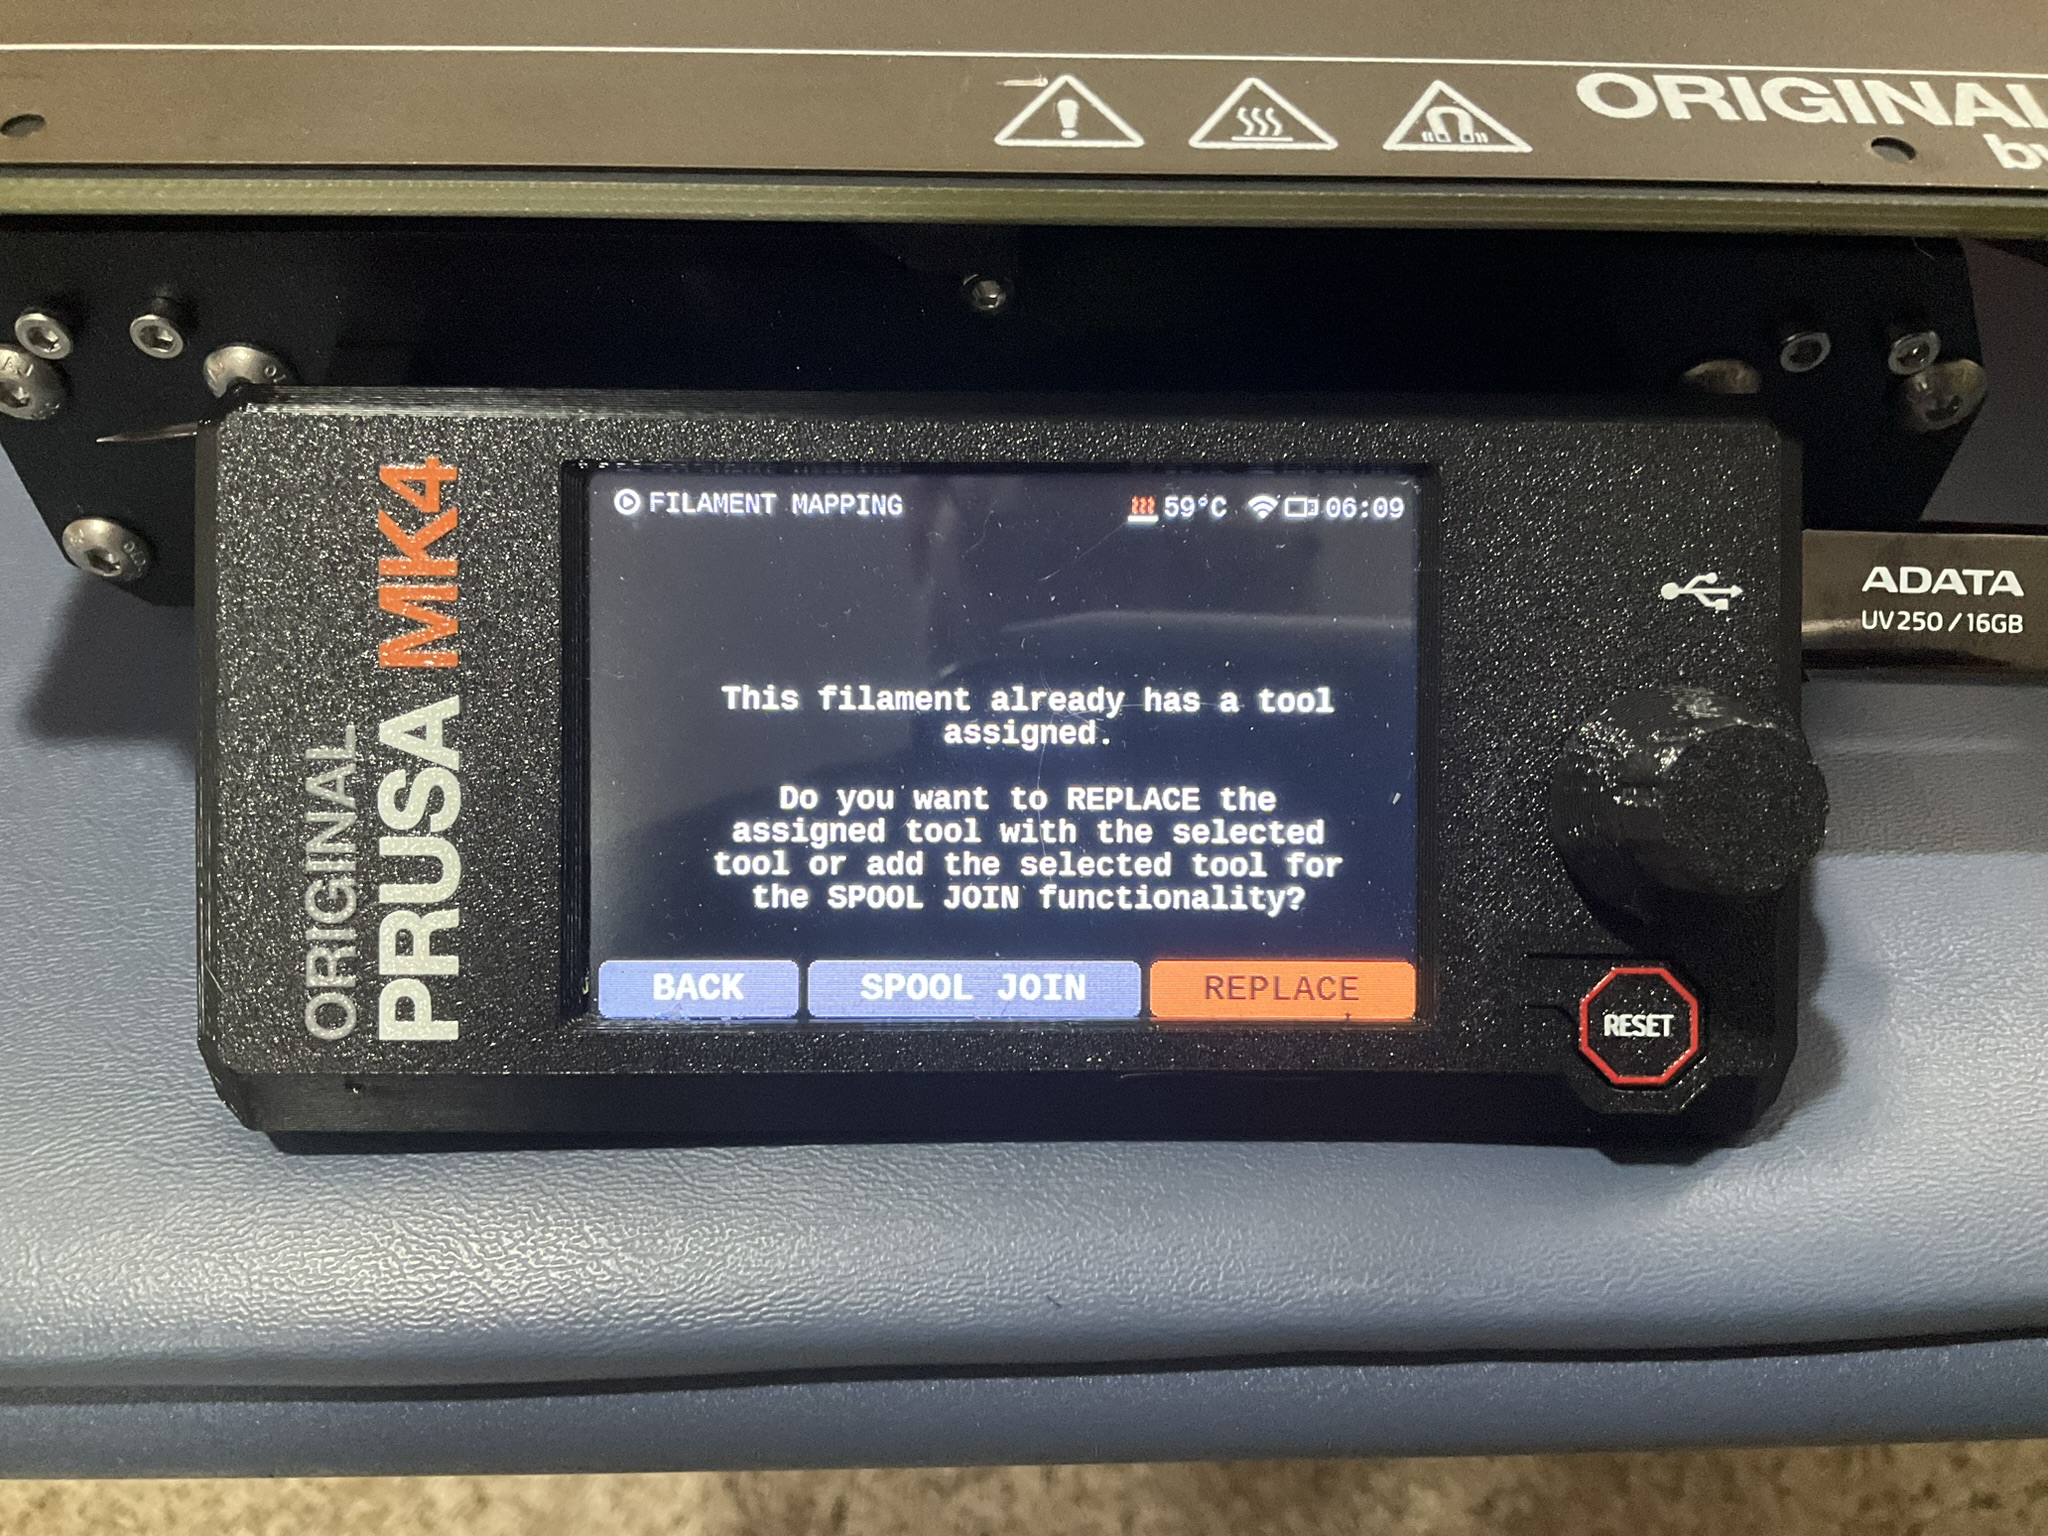 ORIGINAL
by
ORIGINAL
PRUSA MK4
FILAMENT MAPPING 59°C 06:09
This filament already has a tool
assigned.
Do you want to REPLACE the
assigned tool with the selected
tool or add the selected tool for
the SPOOL JOIN functionality?
BACK SPOOL JOIN REPLACE
ADATA
UV250 / 16GB
RESET